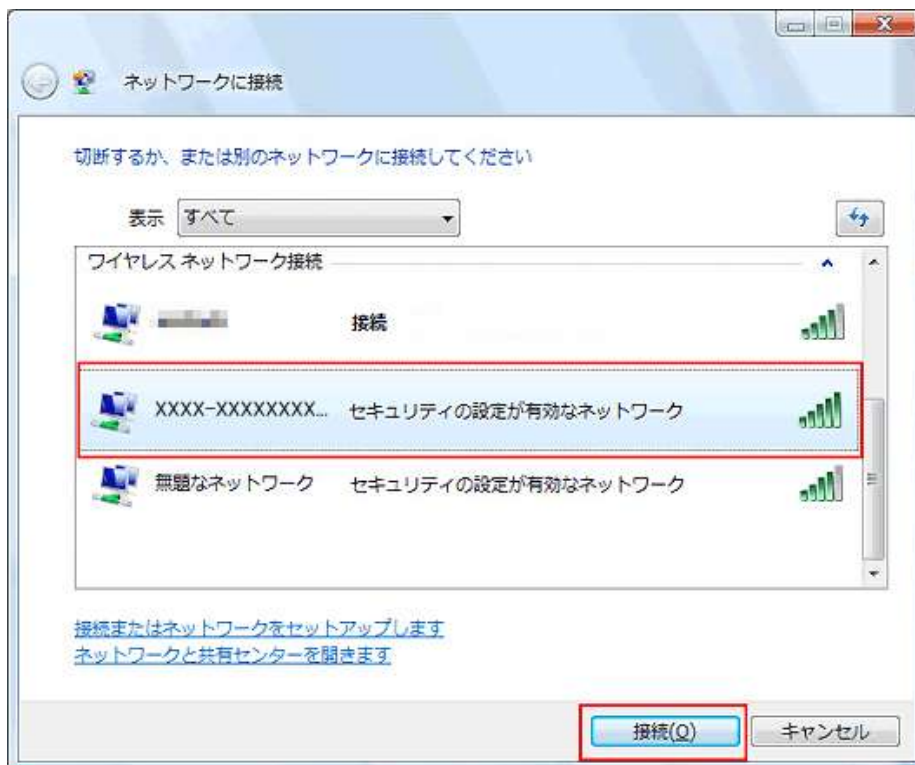 ネットワークに接続
切断するか、または別のネットワークに接続してください
表示 すべて
ワイヤレス ネットワーク接続
接続
XXXX-XXXXXXXX... セキュリティの設定が有効なネットワーク
無題なネットワーク セキュリティの設定が有効なネットワーク
接続またはネットワークをセットアップします
ネットワークと共有センターを開きます
接続(O) キャンセル